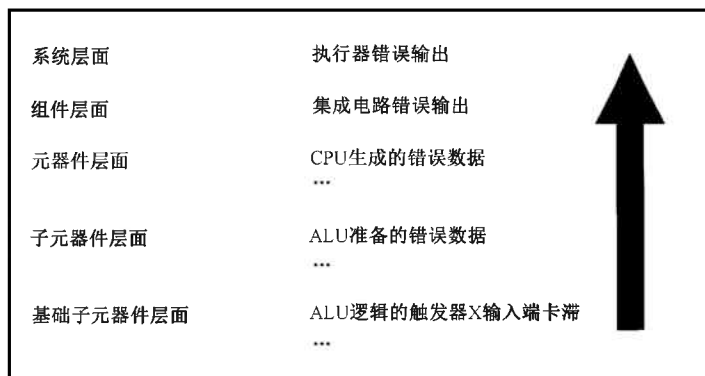 系统层面 执行器错误输出
组件层面 集成电路错误输出
元器件层面 CPU生成的错误数据
...
子元器件层面 ALU准备的错误数据
...
基础子元器件层面 ALU逻辑的触发器X输入端卡滞
...